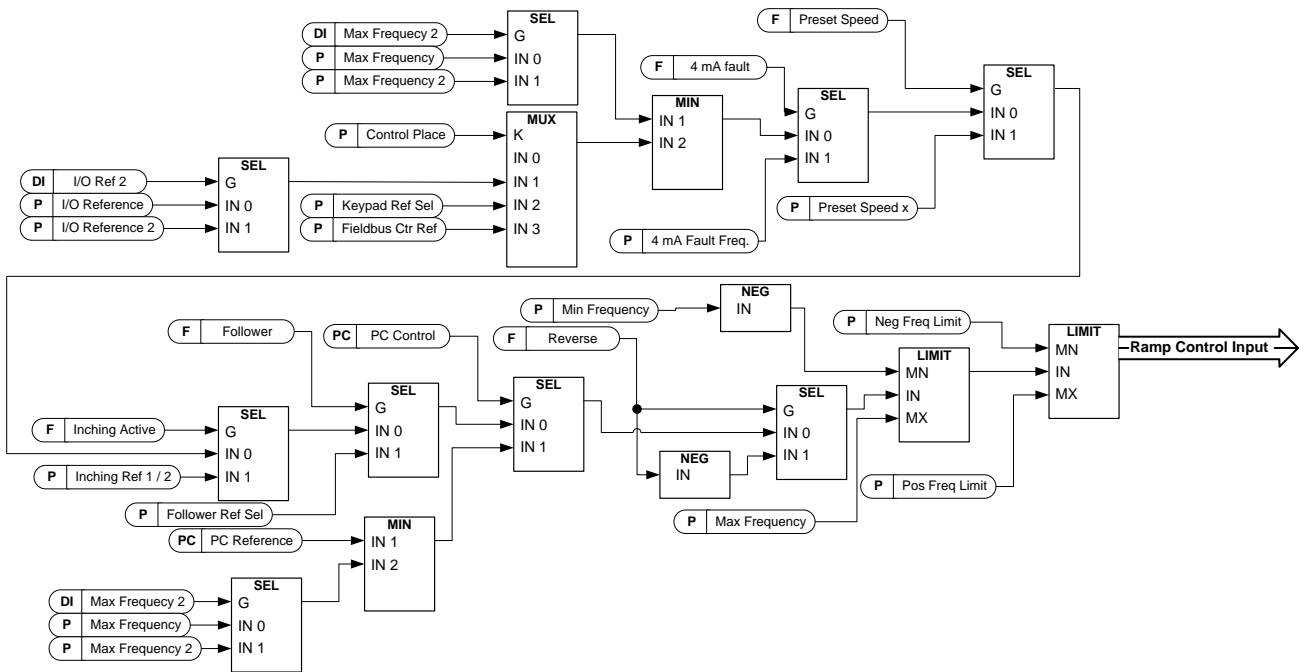 SEL
DI Max Frequecy 2
G
P Max Frequency
IN 0
P Max Frequency 2
IN 1
F Preset Speed
SEL
G
IN 0
IN 1
F 4 mA fault
SEL
G
IN 0
IN 1
MIN
IN 1
IN 2
MUX
P Control Place
K
IN 0
IN 1
P Keypad Ref Sel
IN 2
P Fieldbus Ctr Ref
IN 3
SEL
DI I/O Ref 2
G
P I/O Reference
IN 0
P I/O Reference 2
IN 1
P Preset Speed x
P 4 mA Fault Freq.
NEG
P Min Frequency
IN
F Follower
PC PC Control
F Reverse
P Neg Freq Limit
LIMIT
MN
IN
MX
Ramp Control Input
LIMIT
MN
IN
MX
SEL
G
IN 0
IN 1
SEL
G
IN 0
IN 1
SEL
G
IN 0
IN 1
SEL
F Inching Active
G
IN 0
P Inching Ref 1 / 2
IN 1
NEG
IN
P Pos Freq Limit
P Follower Ref Sel
P Max Frequency
MIN
PC PC Reference
IN 1
IN 2
SEL
DI Max Frequecy 2
G
P Max Frequency
IN 0
P Max Frequency 2
IN 1